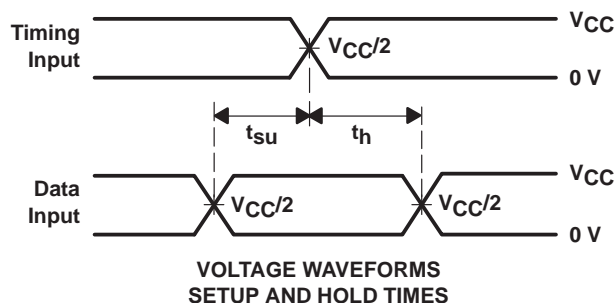 Timing
Input
VCC
VCC/2
0 V
tsu
th
Data
Input
VCC
VCC/2
VCC/2
0 V
VOLTAGE WAVEFORMS
SETUP AND HOLD TIMES